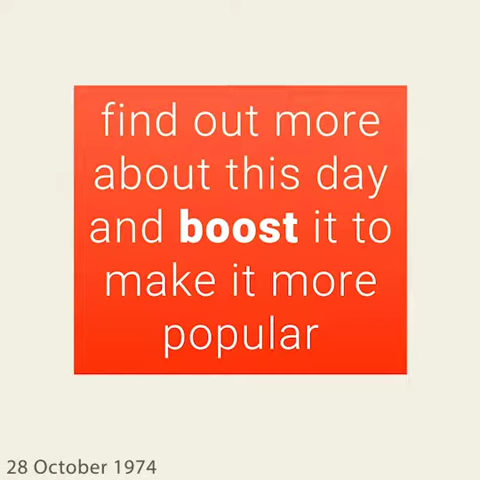 find out more
about this day
and boost it to
make it more
popular
28 October 1974